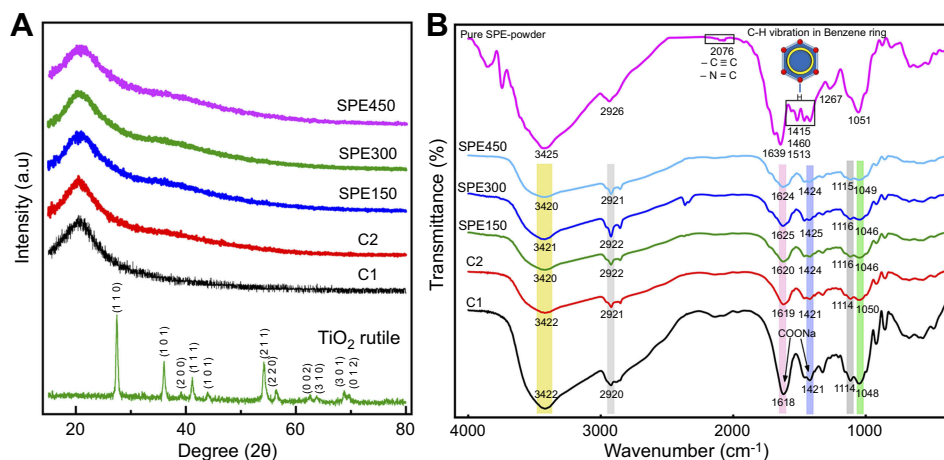 A
Intensity (a.u)
SPE450
SPE300
SPE150
C2
C1
TiO2 rutile
(1 1 0)
(1 0 1)
(2 0 0)
(1 1 1)
(1 0 1)
(2 1 1)
(2 2 0)
(0 0 2)
(3 1 0)
(3 0 1)
(0 1 2)
20 40 60 80
Degree (2θ)
B
Transmittance (%)
Pure SPE-powder
2076
– C ≡ C
– N = C
C-H vibration in Benzene ring
H
3425
2926
1639
1415
1460
1513
1267
1051
SPE450
3420 2921 1624 1424 1115 1049
SPE300
3421 2922 1625 1425 1116 1046
SPE150
3420 2922 1620 1424 1116 1046
C2
3422 2921 1619 1421 1114 1050
C1
COONa
3422 2920 1618 1421 1114 1048
4000 3000 2000 1000
Wavenumber (cm-1)